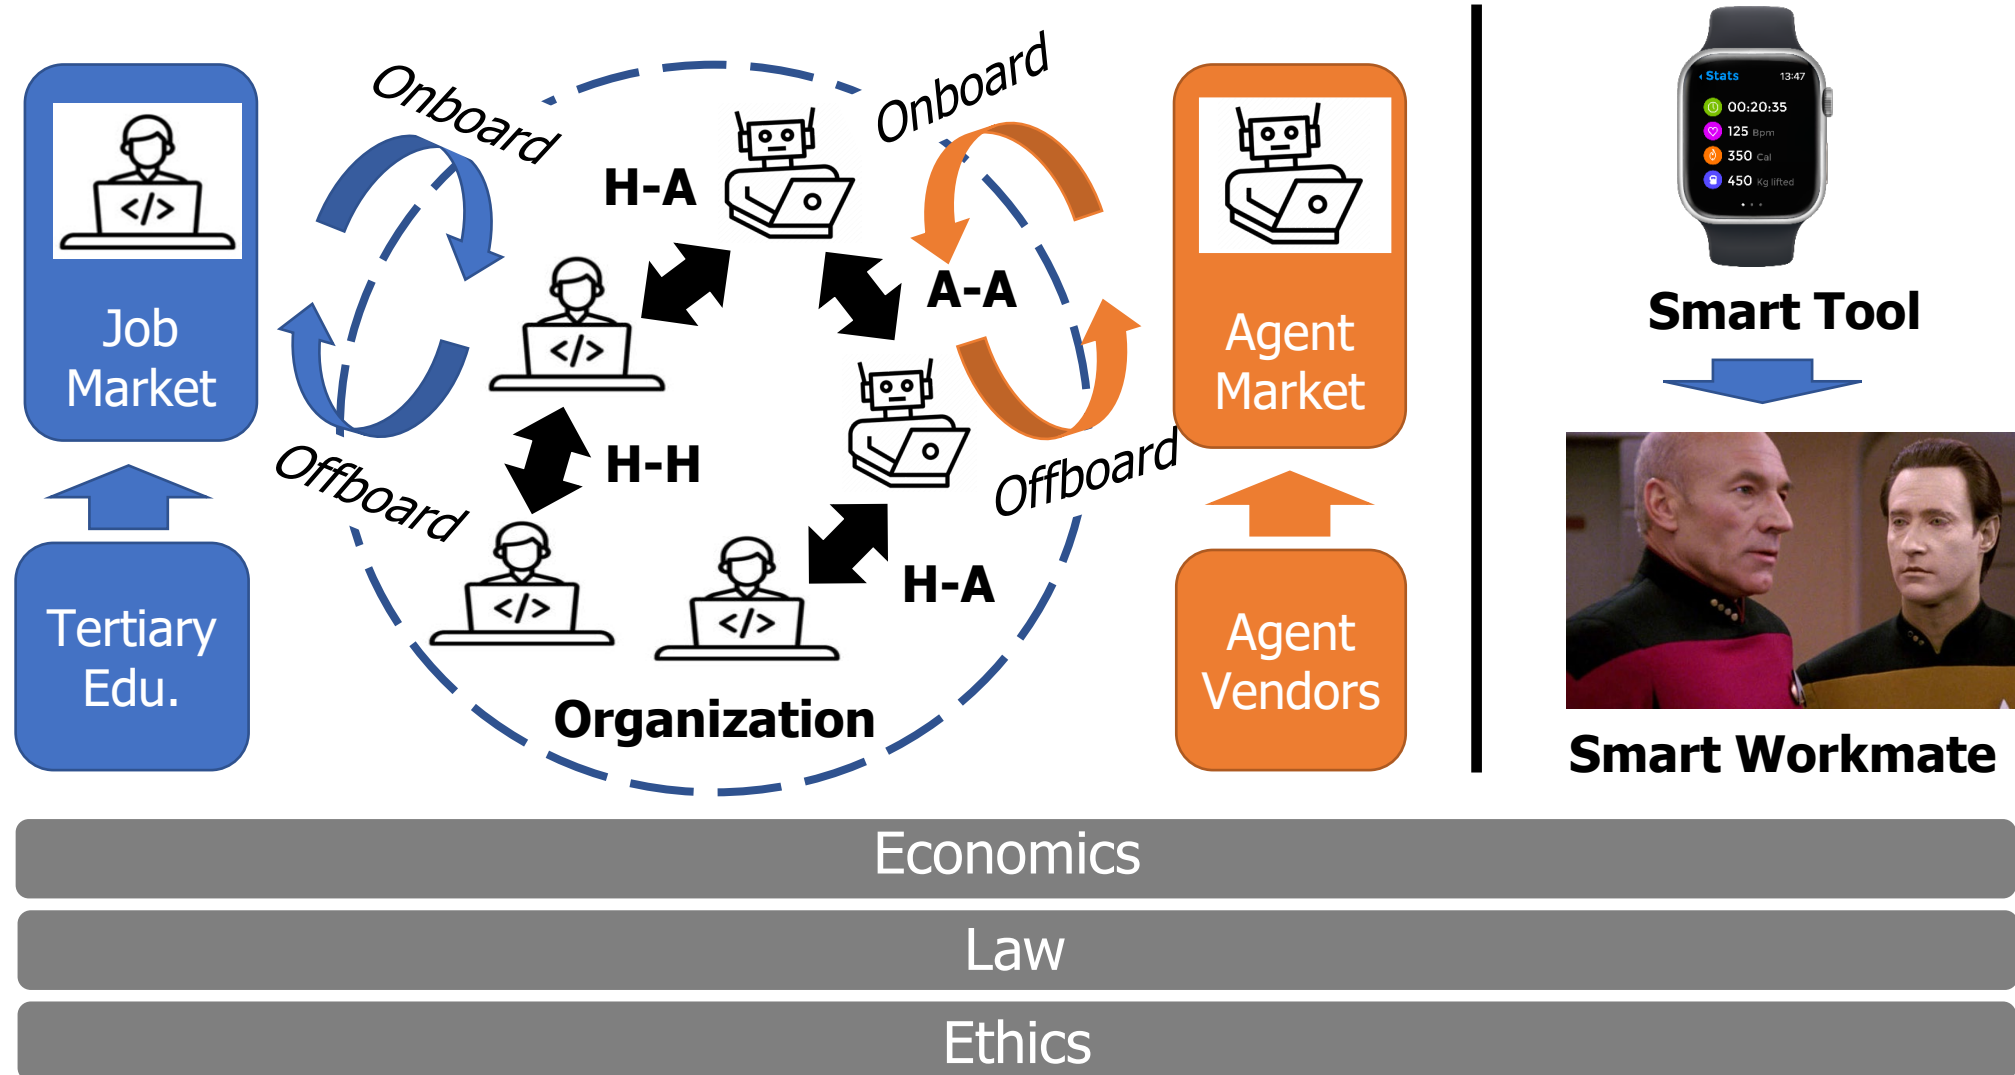 Job
Market
Tertiary
Edu.
Onboard
Offboard
H-A
A-A
H-H
H-A
</>
</>
</>
</>
Organization
Onboard
Offboard
Agent
Market
Agent
Vendors
‹ Stats 13:47
00:20:35
125 Bpm
350 Cal
450 Kg lifted
Smart Tool
Smart Workmate
Economics
Law
Ethics